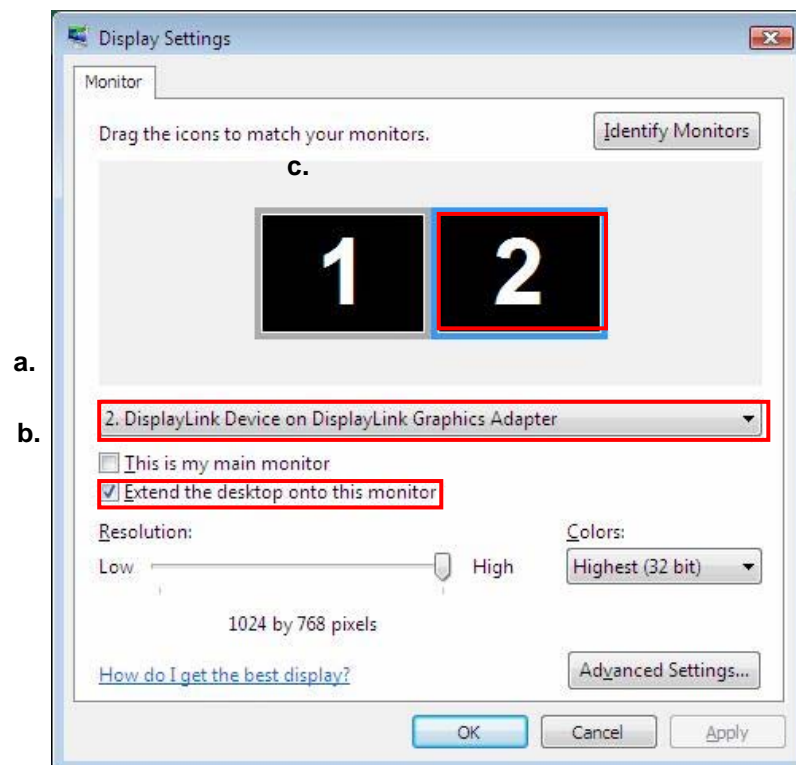 Display Settings
Monitor
Drag the icons to match your monitors.
Identify Monitors
c.
1
2
a.
2. DisplayLink Device on DisplayLink Graphics Adapter
b.
This is my main monitor
Extend the desktop onto this monitor
Resolution:
Colors:
Low
High
Highest (32 bit)
1024 by 768 pixels
How do I get the best display?
Advanced Settings...
OK
Cancel
Apply